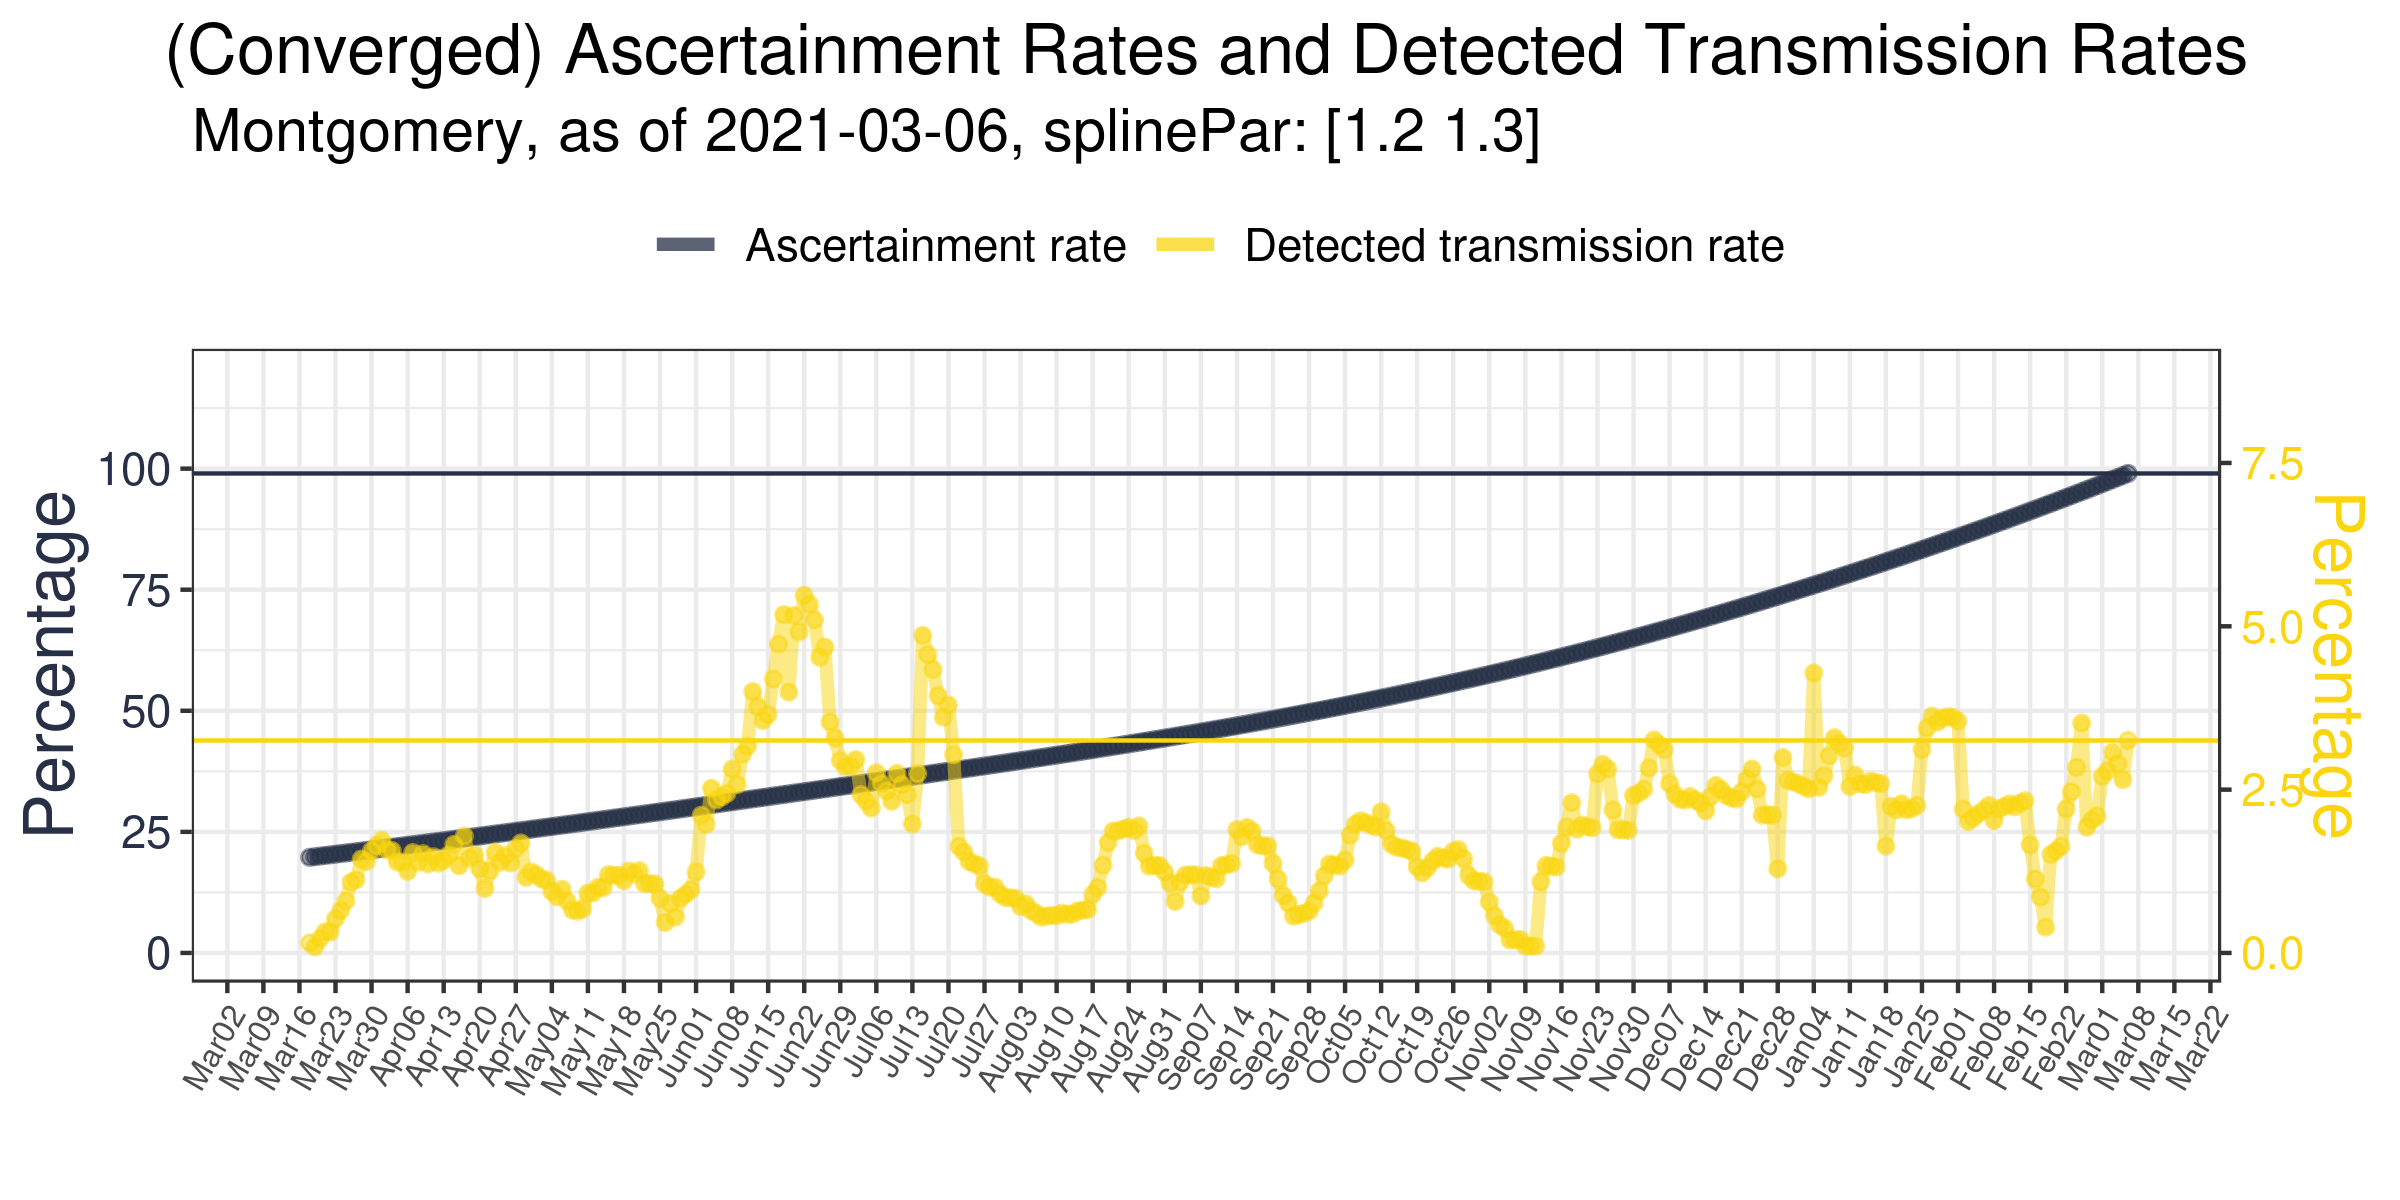 (Converged) Ascertainment Rates and Detected Transmission Rates
Montgomery, as of 2021-03-06, splinePar: [1.2 1.3]
Ascertainment rate
Detected transmission rate
Percentage
100
75
50
25
0
7.5
5.0
2.5
0.0
Percentage
Mar02
Mar09
Mar16
Mar23
Mar30
Apr06
Apr13
Apr20
Apr27
May04
May11
May18
May25
Jun01
Jun08
Jun15
Jun22
Jun29
Jul06
Jul13
Jul20
Jul27
Aug03
Aug10
Aug17
Aug24
Aug31
Sep07
Sep14
Sep21
Sep28
Oct05
Oct12
Oct19
Oct26
Nov02
Nov09
Nov16
Nov23
Nov30
Dec07
Dec14
Dec21
Dec28
Jan04
Jan11
Jan18
Jan25
Feb01
Feb08
Feb15
Feb22
Mar01
Mar08
Mar15
Mar22